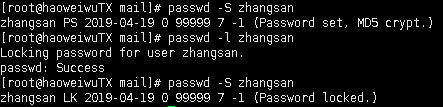 [root@haoweiwuTX mail]# passwd -S zhangsan
zhangsan PS 2019-04-19 0 99999 7 -1 (Password set, MD5 crypt.)
[root@haoweiwuTX mail]# passwd -l zhangsan
Locking password for user zhangsan.
passwd: Success
[root@haoweiwuTX mail]# passwd -S zhangsan
zhangsan LK 2019-04-19 0 99999 7 -1 (Password locked.)